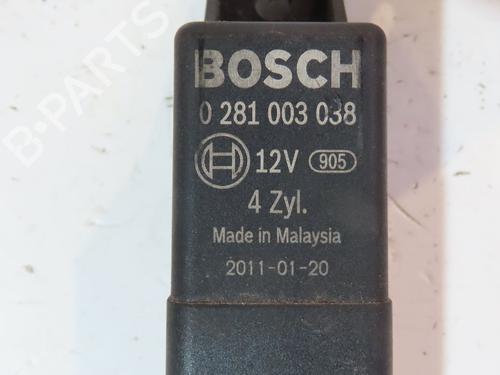 BOSCH
0 281 003 038
12V 905
4 Zyl.
Made in Malaysia
2011-01-20
B-PARTS